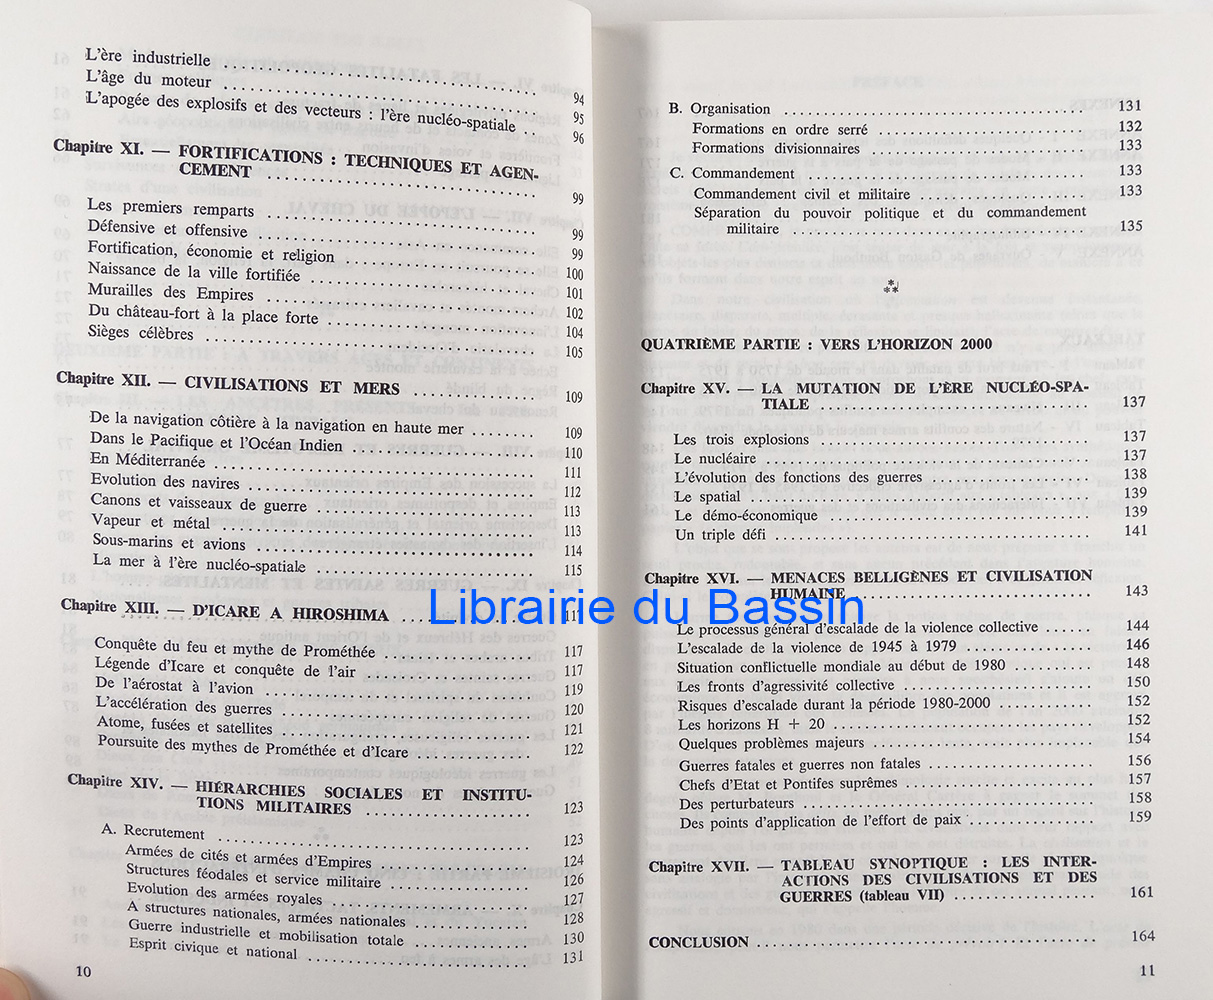 L'ère industrielle ........ 94
L'âge du moteur ........ 95
L'apogée des explosifs et des vecteurs : l'ère nucléo-spatiale .. 96
Chapitre XI. — FORTIFICATIONS : TECHNIQUES ET AGEN-
CEMENT ........ 99
Les premiers remparts ........ 99
Défensive et offensive ........ 99
Fortification, économie et religion ........ 100
Naissance de la ville fortifiée ........ 101
Murailles des Empires ........ 102
Du château-fort à la place forte ........ 104
Sièges célèbres ........ 105
Chapitre XII. — CIVILISATIONS ET MERS ........ 109
De la navigation côtière à la navigation en haute mer ........ 109
Dans le Pacifique et l'Océan Indien ........ 110
En Méditerranée ........ 111
Evolution des navires ........ 112
Canons et vaisseaux de guerre ........ 113
Vapeur et métal ........ 113
Sous-marins et avions ........ 114
La mer à l'ère nucléo-spatiale ........ 115
Chapitre XIII. — D'ICARE A HIROSHIMA ........
Conquête du feu et mythe de Prométhée ........ 117
Légende d'Icare et conquête de l'air ........ 117
De l'aérostat à l'avion ........ 119
L'accélération des guerres ........ 120
Atome, fusées et satellites ........ 121
Poursuite des mythes de Prométhée et d'Icare ........ 122
Chapitre XIV. — HIÉRARCHIES SOCIALES ET INSTITU-
TIONS MILITAIRES ........ 123
A. Recrutement ........ 123
Armées de cités et armées d'Empires ........ 124
Structures féodales et service militaire ........ 126
Evolution des armées royales ........ 127
A structures nationales, armées nationales ........ 128
Guerre industrielle et mobilisation totale ........ 130
Esprit civique et national ........ 131
10
B. Organisation ........ 131
Formations en ordre serré ........ 132
Formations divisionnaires ........ 133
C. Commandement ........ 133
Commandement civil et militaire ........ 133
Séparation du pouvoir politique et du commandement
militaire ........ 135
***
QUATRIÈME PARTIE : VERS L'HORIZON 2000
Chapitre XV. — LA MUTATION DE L'ÈRE NUCLÉO-SPA-
TIALE ........ 137
Les trois explosions ........ 137
Le nucléaire ........ 137
L'évolution des fonctions des guerres ........ 138
Le spatial ........ 139
Le démo-économique ........ 139
Un triple défi ........ 141
Chapitre XVI. — MENACES BELLIGÈNES ET CIVILISATION
HUMAINE ........ 143
Le processus général d'escalade de la violence collective ...... 144
L'escalade de la violence de 1945 à 1979 ........ 146
Situation conflictuelle mondiale au début de 1980 ........ 148
Les fronts d'agressivité collective ........ 150
Risques d'escalade durant la période 1980-2000 ........ 152
Les horizons H + 20 ........ 152
Quelques problèmes majeurs ........ 154
Guerres fatales et guerres non fatales ........ 156
Chefs d'Etat et Pontifes suprêmes ........ 157
Des perturbateurs ........ 158
Des points d'application de l'effort de paix ........ 159
Chapitre XVII. — TABLEAU SYNOPTIQUE : LES INTER-
ACTIONS DES CIVILISATIONS ET DES
GUERRES (tableau VII) ........ 161
CONCLUSION ........ 164
11
Librairie du Bassin